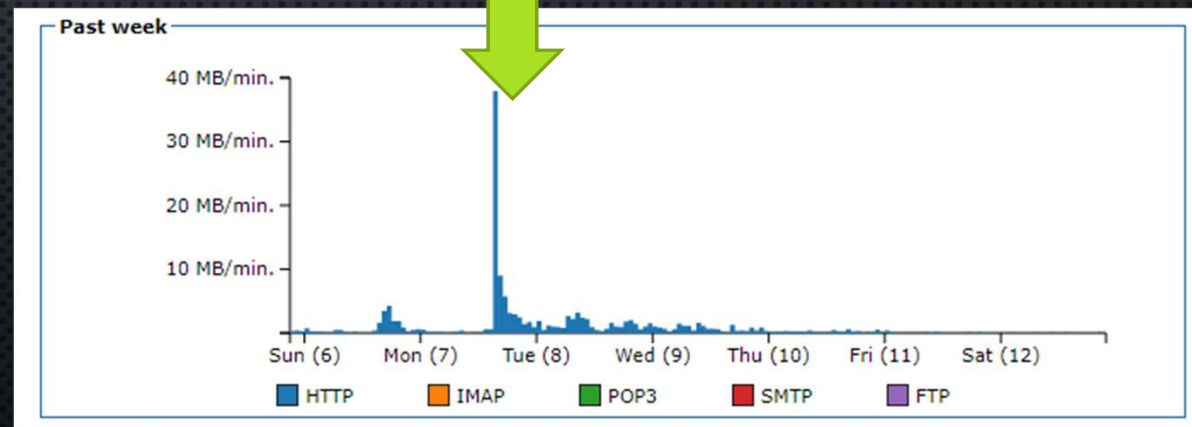 Past week
40 MB/min.
30 MB/min.
20 MB/min.
10 MB/min.
Sun (6) Mon (7) Tue (8) Wed (9) Thu (10) Fri (11) Sat (12)
HTTP IMAP POP3 SMTP FTP